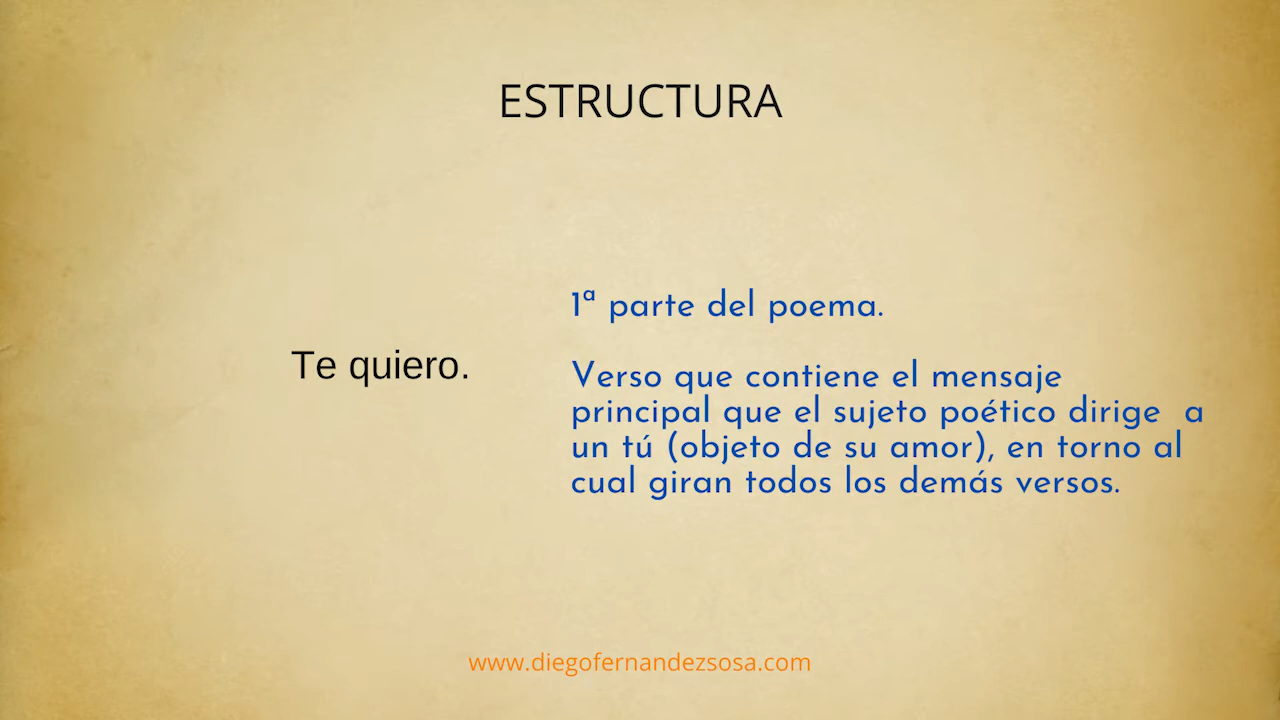 ESTRUCTURA
Te quiero.
1ª parte del poema.
Verso que contiene el mensaje
principal que el sujeto poético dirige  a
un tú (objeto de su amor), en torno al
cual giran todos los demás versos.
www.diegofernandezsosa.com